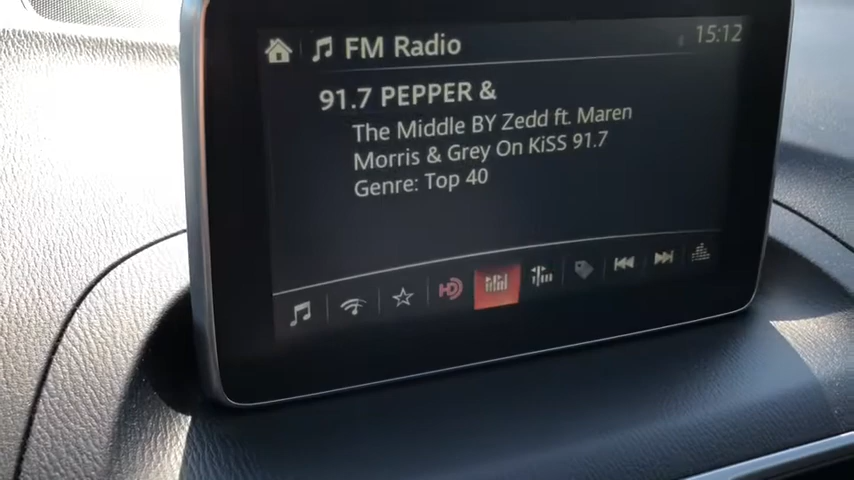 FM Radio
15:12
91.7 PEPPER &
The Middle BY Zedd ft. Maren
Morris & Grey On KiSS 91.7
Genre: Top 40
HD